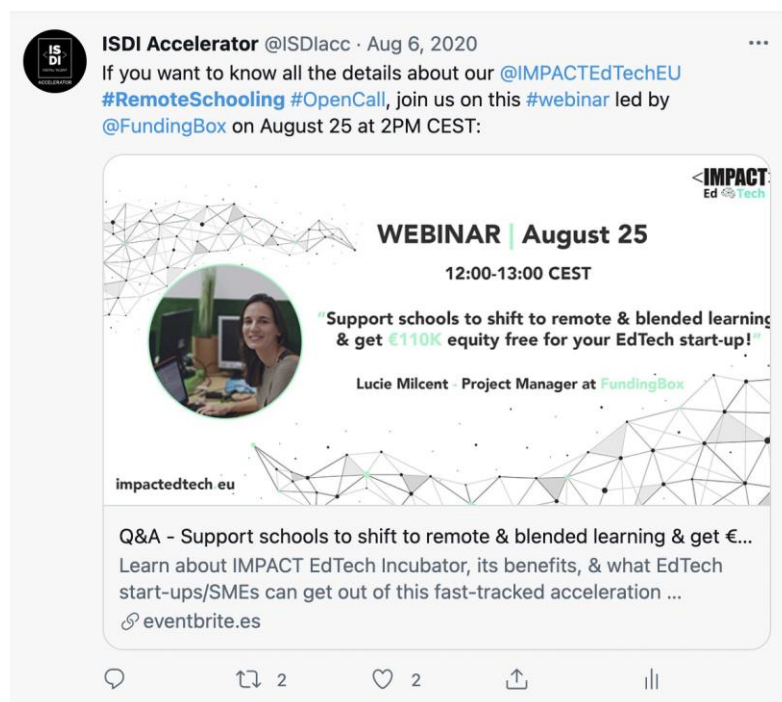 IS
DI
DIGITAL TALENT
ACCELERATOR
ISDI Accelerator @ISDIacc · Aug 6, 2020
If you want to know all the details about our @IMPACTEdTechEU
#RemoteSchooling #OpenCall, join us on this #webinar led by
@FundingBox on August 25 at 2PM CEST:
<IMPACT>
Ed Tech
WEBINAR | August 25
12:00-13:00 CEST
"Support schools to shift to remote & blended learning
& get €110K equity free for your EdTech start-up!"
Lucie Milcent - Project Manager at FundingBox
impactedtech.eu
Q&A - Support schools to shift to remote & blended learning & get €...
Learn about IMPACT EdTech Incubator, its benefits, & what EdTech
start-ups/SMEs can get out of this fast-tracked acceleration ...
eventbrite.es
2 2